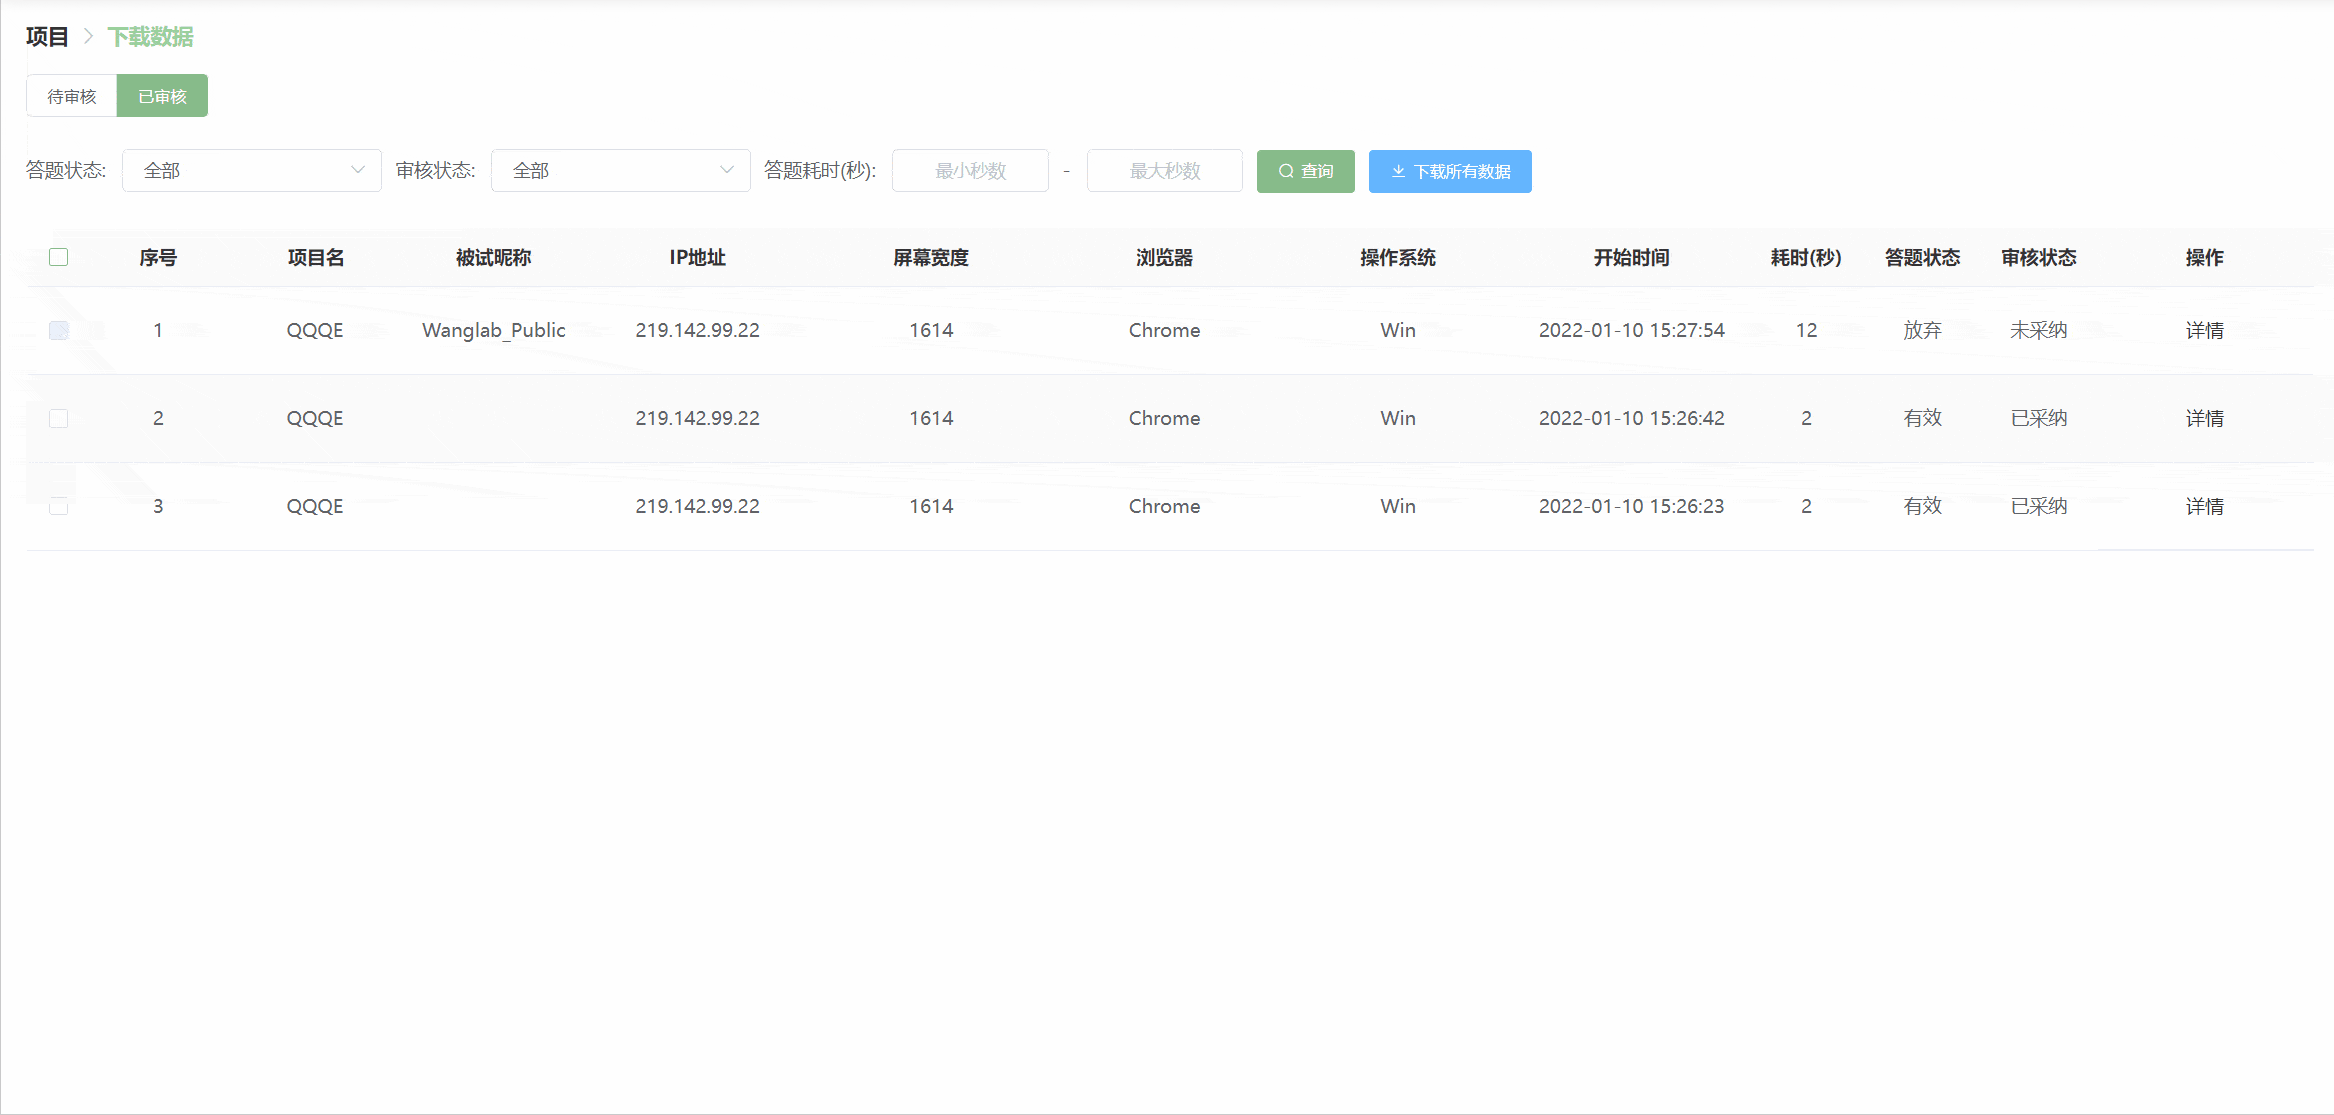 项目 > 下载数据
待审核 已审核
答题状态: 全部 审核状态: 全部 答题耗时(秒): 最小秒数 - 最大秒数 查询 下载所有数据
序号 项目名 被试昵称 IP地址 屏幕宽度 浏览器 操作系统 开始时间 耗时(秒) 答题状态 审核状态 操作
1 QQQE Wanglab_Public 219.142.99.22 1614 Chrome Win 2022-01-10 15:27:54 12 放弃 未采纳 详情
2 QQQE 219.142.99.22 1614 Chrome Win 2022-01-10 15:26:42 2 有效 已采纳 详情
3 QQQE 219.142.99.22 1614 Chrome Win 2022-01-10 15:26:23 2 有效 已采纳 详情